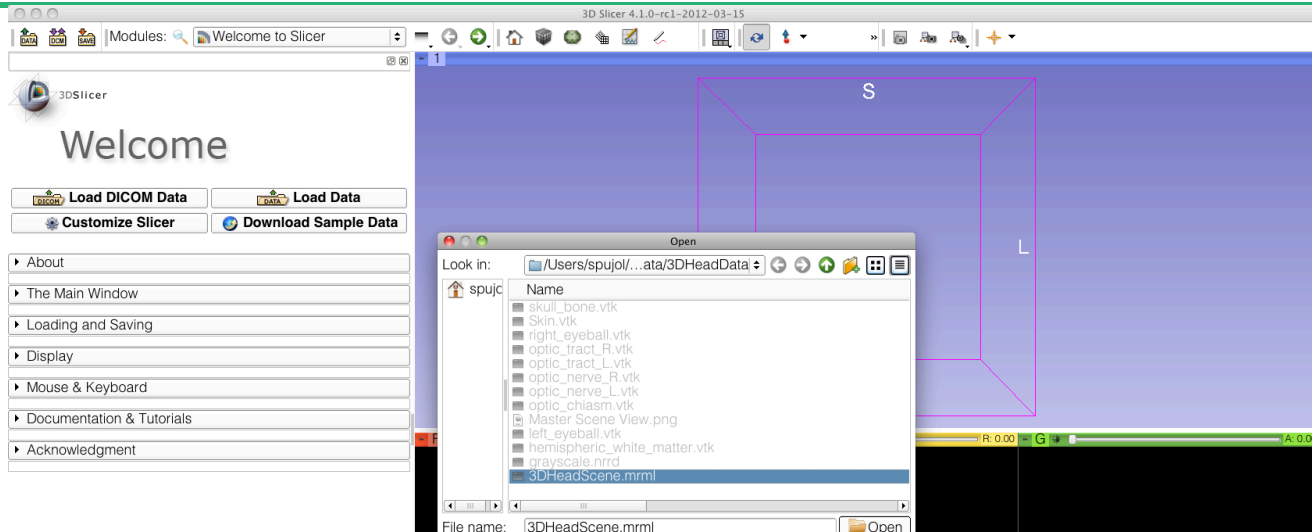 3D Slicer 4.1.0-rc1-2012-03-15
DATA DCM SAVE Modules: Welcome to Slicer
1
3DSlicer
Welcome
DICOM Load DICOM Data DATA Load Data
Customize Slicer Download Sample Data
About
The Main Window
Loading and Saving
Display
Mouse & Keyboard
Documentation & Tutorials
Acknowledgment
S
L
Open
Look in: /Users/spujol/...ata/3DHeadData
spujc Name
skull_bone.vtk
Skin.vtk
right_eyeball.vtk
optic_tract_R.vtk
optic_tract_L.vtk
optic_nerve_R.vtk
optic_nerve_L.vtk
optic_chiasm.vtk
Master Scene View.png
left_eyeball.vtk
hemispheric_white_matter.vtk
grayscale.nrrd
3DHeadScene.mrml
R: 0.00 G A: 0.0
File name: 3DHeadScene.mrml Open